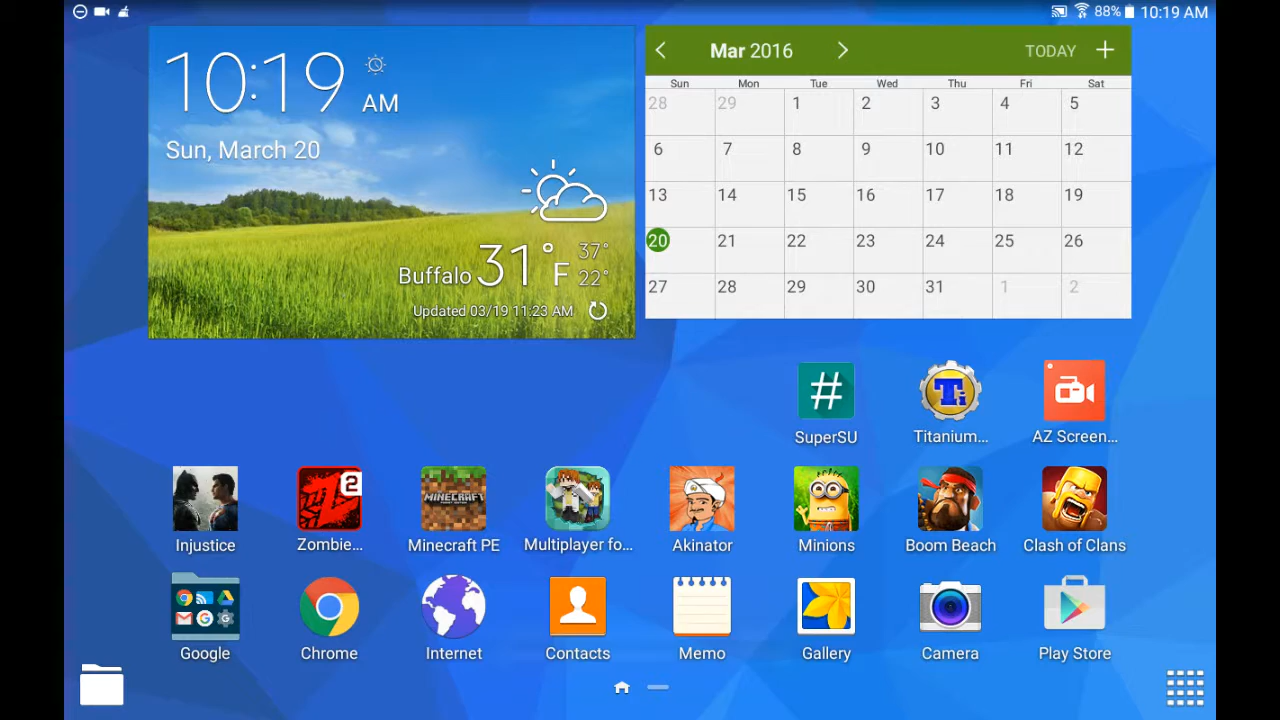 88% 10:19 AM
10:19 AM
Sun, March 20
Buffalo 31°F 37° 22°
Updated 03/19 11:23 AM
Mar 2016 TODAY +
Sun Mon Tue Wed Thu Fri Sat
28 29 1 2 3 4 5
6 7 8 9 10 11 12
13 14 15 16 17 18 19
20 21 22 23 24 25 26
27 28 29 30 31 1 2
#
Ti
SuperSU Titanium... AZ Screen...
Z 2
MINECRAFT
Injustice Zombie... Minecraft PE Multiplayer fo... Akinator Minions Boom Beach Clash of Clans
Google Chrome Internet Contacts Memo Gallery Camera Play Store